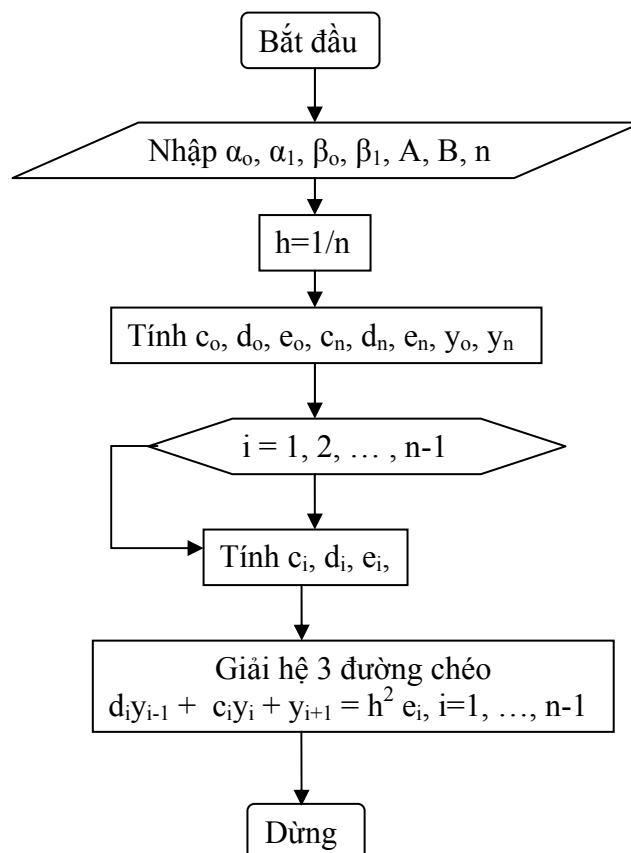 Bắt đầu
Nhập αₒ, α₁, βₒ, β₁, A, B, n
h=1/n
Tính cₒ, dₒ, eₒ, cₙ, dₙ, eₙ, yₒ, yₙ
i = 1, 2, … , n-1
Tính cᵢ, dᵢ, eᵢ,
Giải hệ 3 đường chéo
dᵢyᵢ₋₁ + cᵢyᵢ + yᵢ₊₁ = h² eᵢ, i=1, …, n-1
Dừng